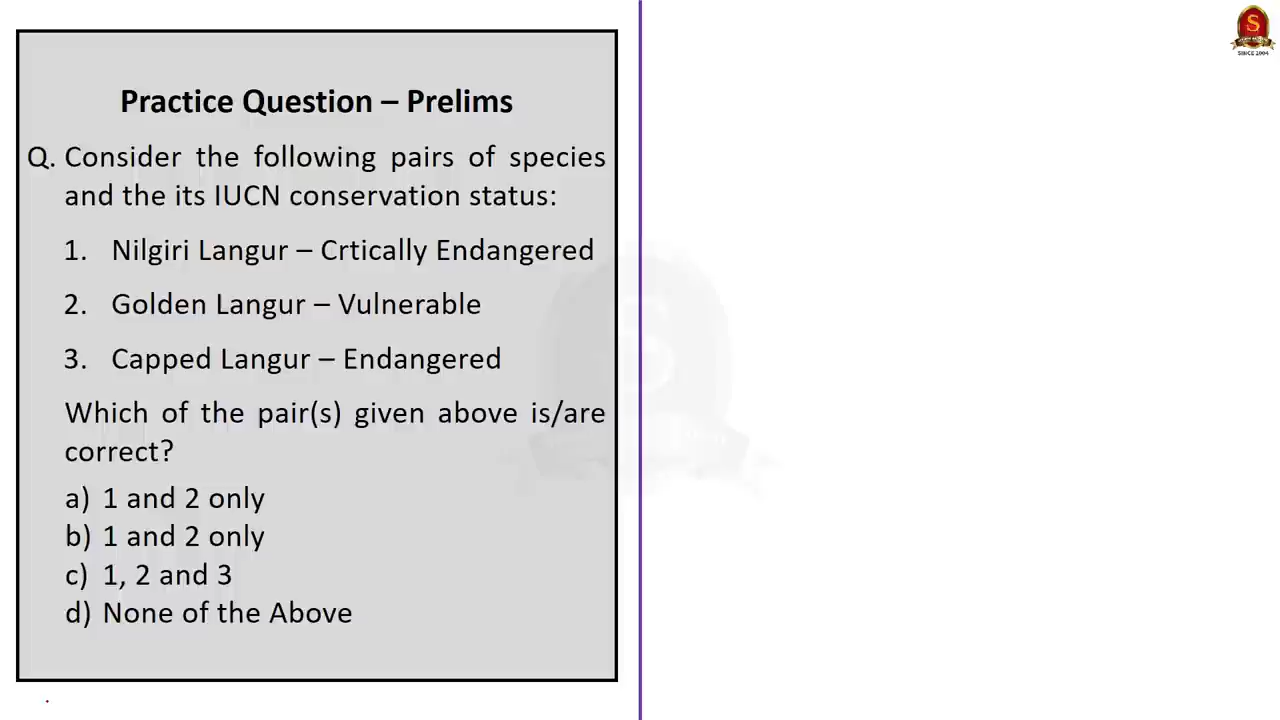 Practice Question – Prelims
Q. Consider the following pairs of species
and the its IUCN conservation status:
1. Nilgiri Langur – Crtically Endangered
2. Golden Langur – Vulnerable
3. Capped Langur – Endangered
Which of the pair(s) given above is/are
correct?
a) 1 and 2 only
b) 1 and 2 only
c) 1, 2 and 3
d) None of the Above
S
SINCE 2004